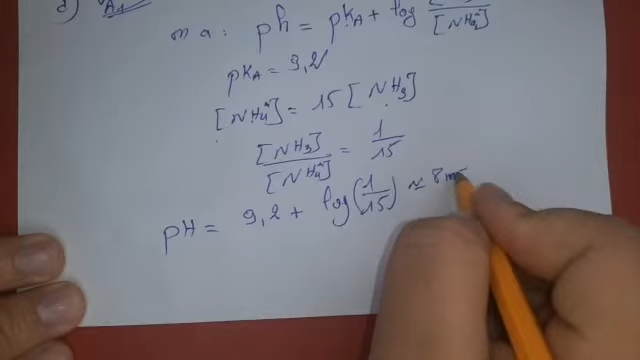 d)
on a : ph = pKA + log / [NH4+]
pKA = 9,2
[NH4+] = 15 [NH3]
[NH3] / [NH4+] = 1/15
pH = 9,2 + log(1/15) ≃ 8